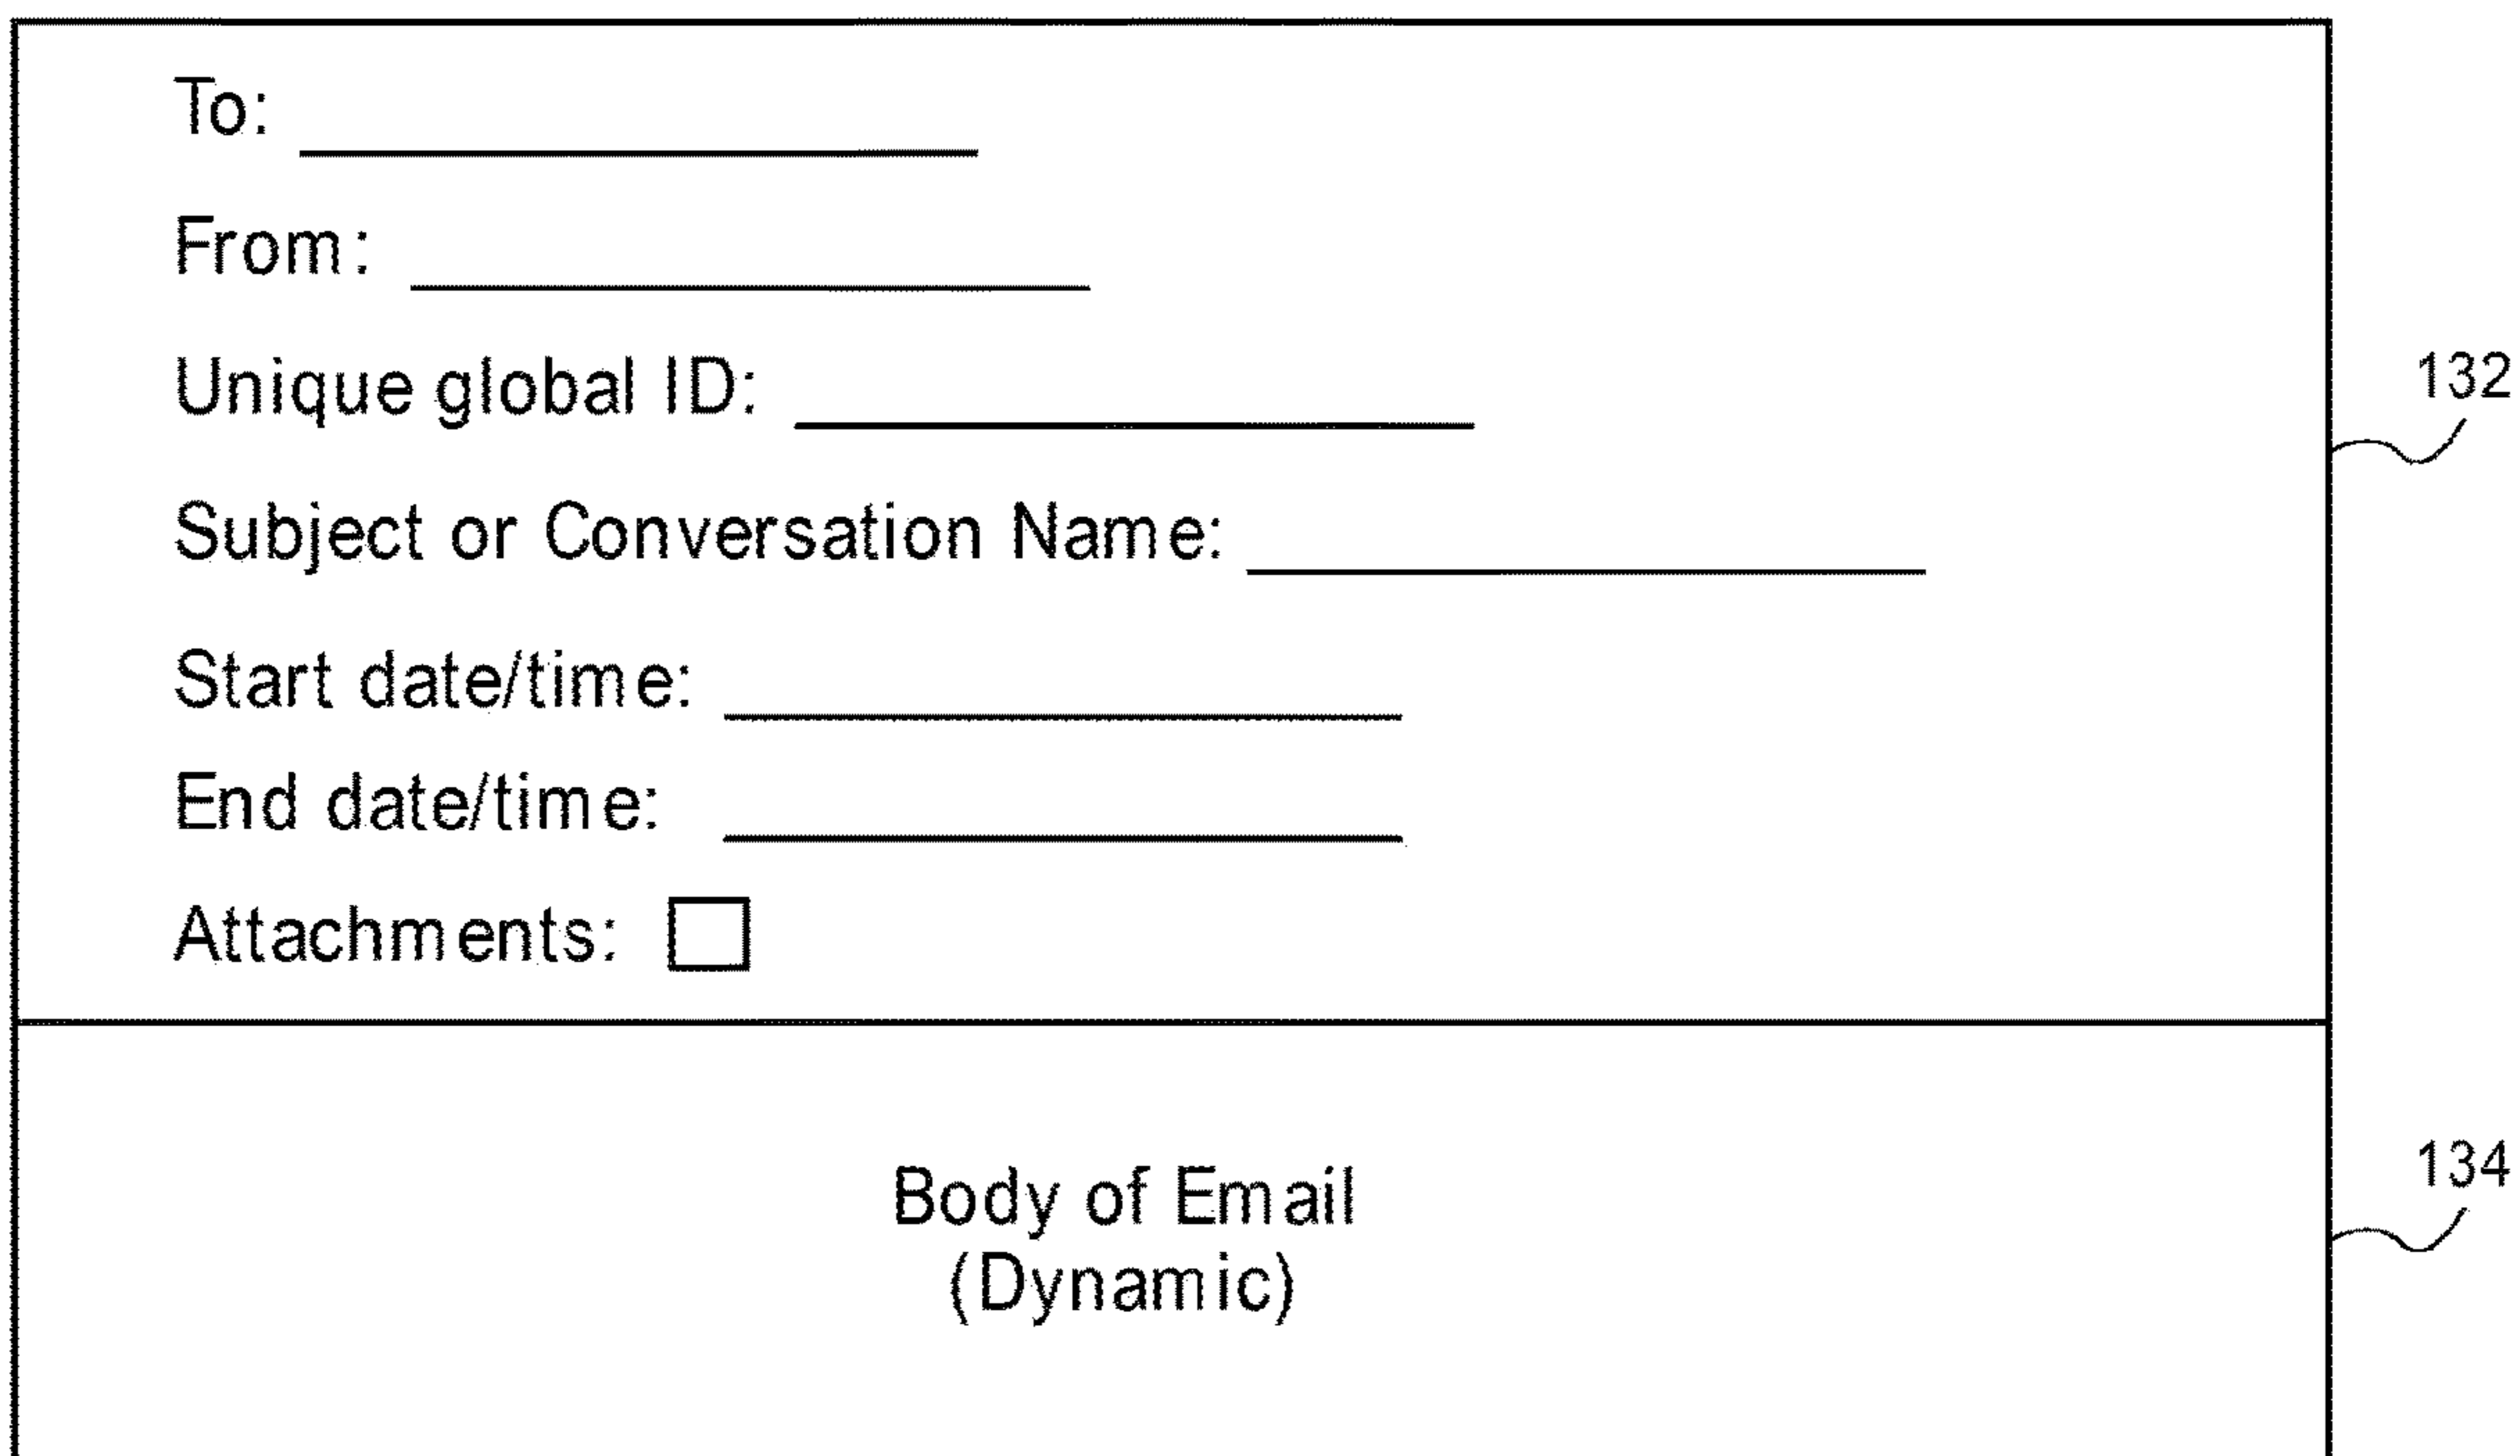 To:
From:
Unique global ID:
132
Subject or Conversation Name:
Start date/time:
End date/time:
Attachments:
134
Body of Email
(Dynamic)